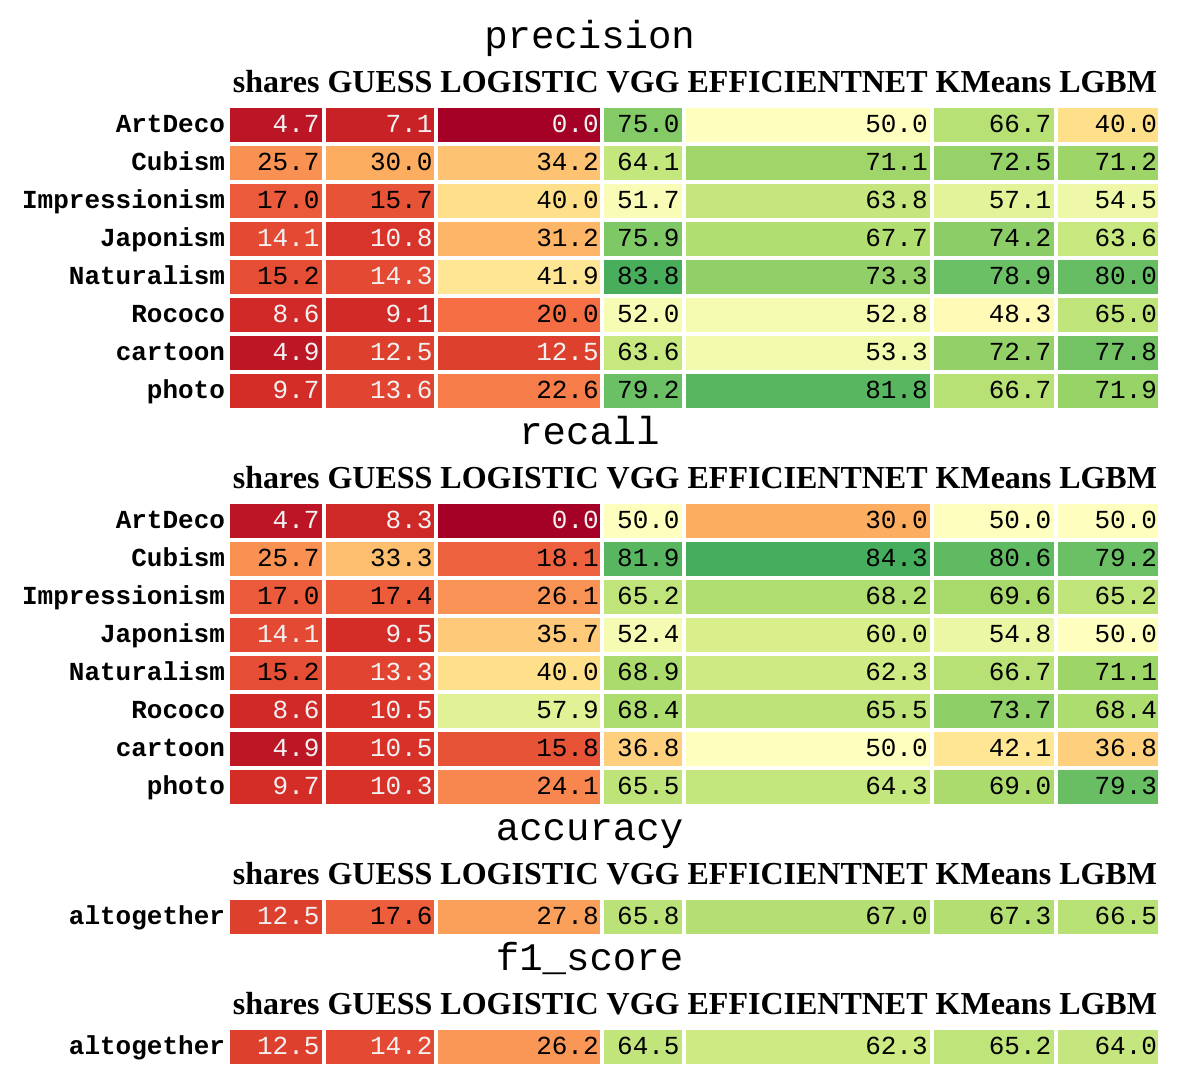 precision
shares GUESS LOGISTIC VGG EFFICIENTNET KMeans LGBM
ArtDeco 4.7 7.1 0.0 75.0 50.0 66.7 40.0
Cubism 25.7 30.0 34.2 64.1 71.1 72.5 71.2
Impressionism 17.0 15.7 40.0 51.7 63.8 57.1 54.5
Japonism 14.1 10.8 31.2 75.9 67.7 74.2 63.6
Naturalism 15.2 14.3 41.9 83.8 73.3 78.9 80.0
Rococo 8.6 9.1 20.0 52.0 52.8 48.3 65.0
cartoon 4.9 12.5 12.5 63.6 53.3 72.7 77.8
photo 9.7 13.6 22.6 79.2 81.8 66.7 71.9
recall
shares GUESS LOGISTIC VGG EFFICIENTNET KMeans LGBM
ArtDeco 4.7 8.3 0.0 50.0 30.0 50.0 50.0
Cubism 25.7 33.3 18.1 81.9 84.3 80.6 79.2
Impressionism 17.0 17.4 26.1 65.2 68.2 69.6 65.2
Japonism 14.1 9.5 35.7 52.4 60.0 54.8 50.0
Naturalism 15.2 13.3 40.0 68.9 62.3 66.7 71.1
Rococo 8.6 10.5 57.9 68.4 65.5 73.7 68.4
cartoon 4.9 10.5 15.8 36.8 50.0 42.1 36.8
photo 9.7 10.3 24.1 65.5 64.3 69.0 79.3
accuracy
shares GUESS LOGISTIC VGG EFFICIENTNET KMeans LGBM
altogether 12.5 17.6 27.8 65.8 67.0 67.3 66.5
f1_score
shares GUESS LOGISTIC VGG EFFICIENTNET KMeans LGBM
altogether 12.5 14.2 26.2 64.5 62.3 65.2 64.0